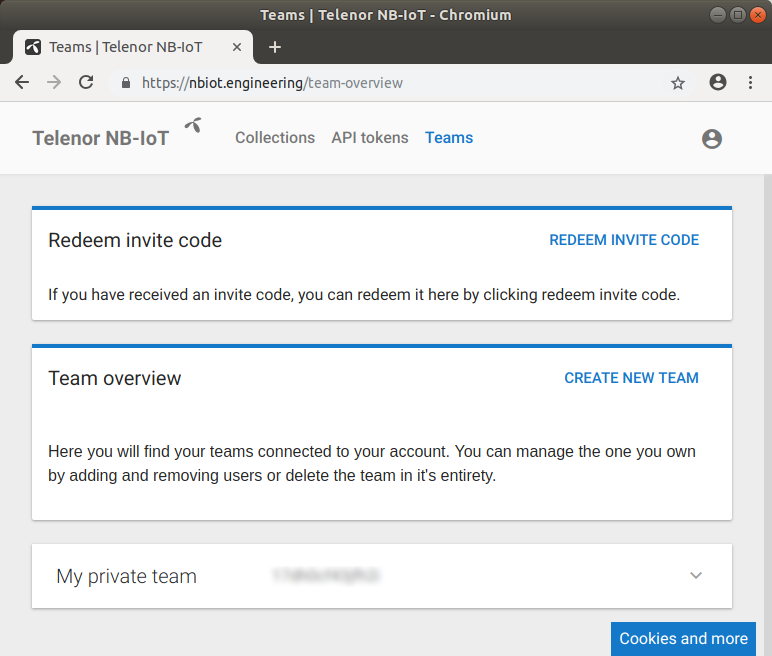 Teams | Telenor NB-IoT - Chromium
Teams | Telenor NB-IoT
https://nbiot.engineering/team-overview
Telenor NB-IoT Collections API tokens Teams
Redeem invite code REDEEM INVITE CODE
If you have received an invite code, you can redeem it here by clicking redeem invite code.
Team overview CREATE NEW TEAM
Here you will find your teams connected to your account. You can manage the one you own
by adding and removing users or delete the team in it's entirety.
My private team
Cookies and more